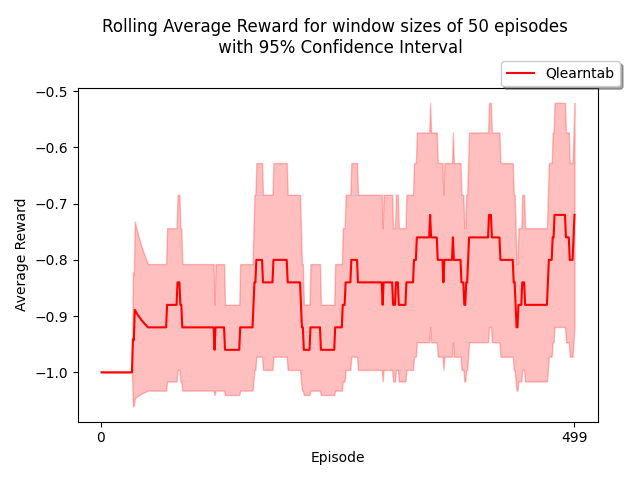 Rolling Average Reward for window sizes of 50 episodes
with 95% Confidence Interval
Qlearntab
−0.5
−0.6
−0.7
−0.8
−0.9
−1.0
Average Reward
0
499
Episode